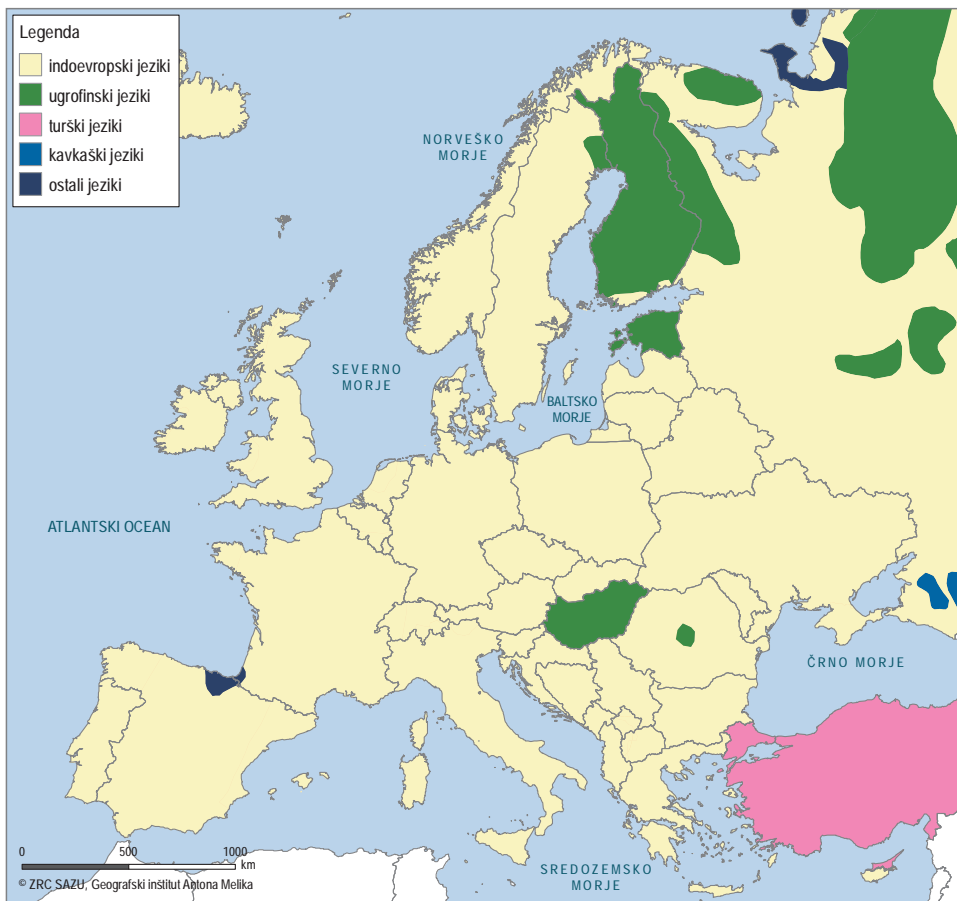 Legenda
indoevropski jeziki
ugrofinski jeziki
turški jeziki
kavkaški jeziki
ostali jeziki
NORVEŠKO
MORJE
SEVERNO
MORJE
BALTSKO
MORJE
ATLANTSKI OCEAN
ČRNO MORJE
SREDOZEMSKO
MORJE
0 500 1000
km
© ZRC SAZU, Geografski inštitut Antona Melika